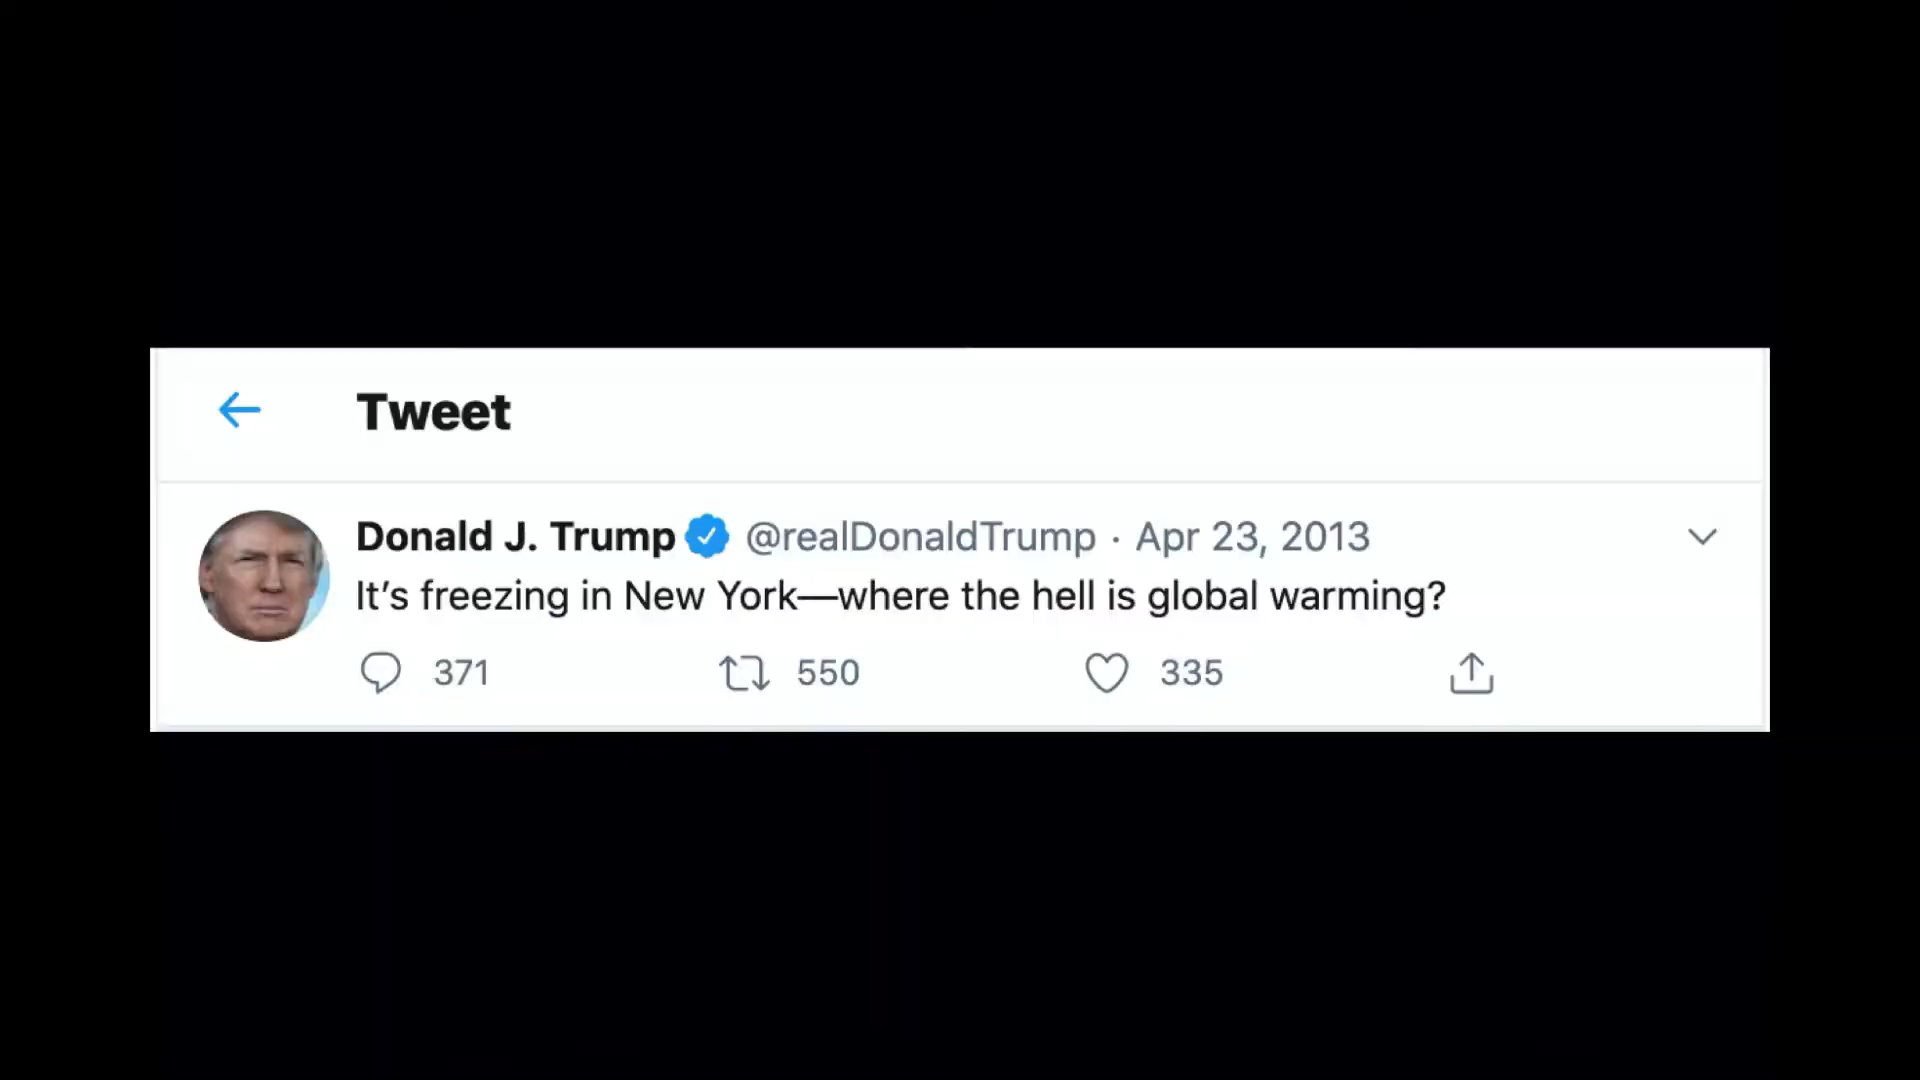 Tweet
Donald J. Trump @realDonaldTrump · Apr 23, 2013
It’s freezing in New York—where the hell is global warming?
371 550 335